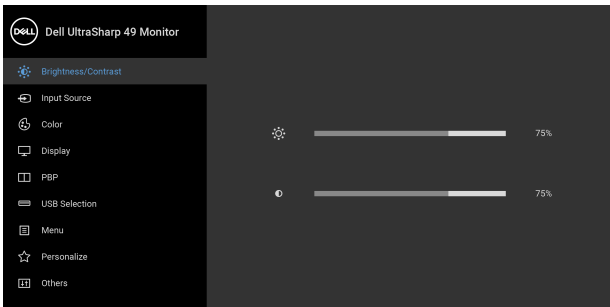 DELL
Dell UltraSharp 49 Monitor
Brightness/Contrast
Input Source
Color
Display
PBP
USB Selection
Menu
Personalize
Others
75%
75%